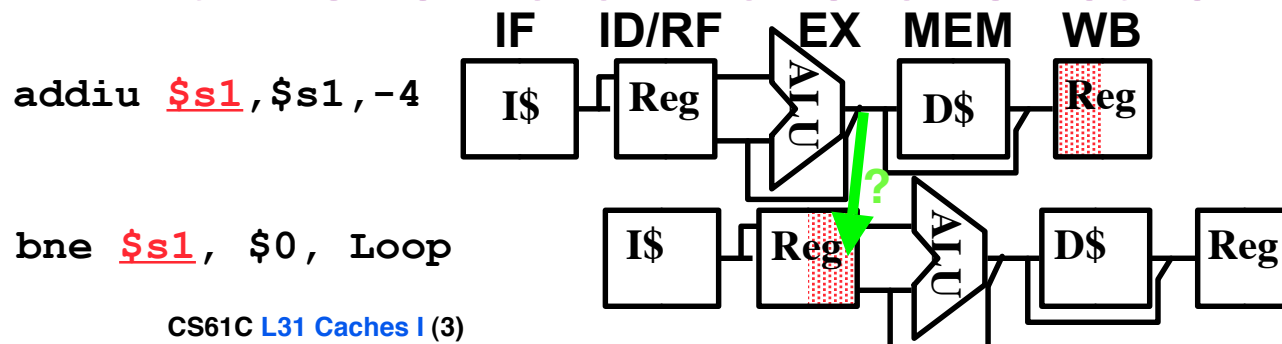 IF ID/RF EX MEM WB
addiu $s1,$s1,-4 I$ Reg ALU D$ Reg
?
bne $s1, $0, Loop I$ Reg ALU D$ Reg
CS61C L31 Caches I (3)